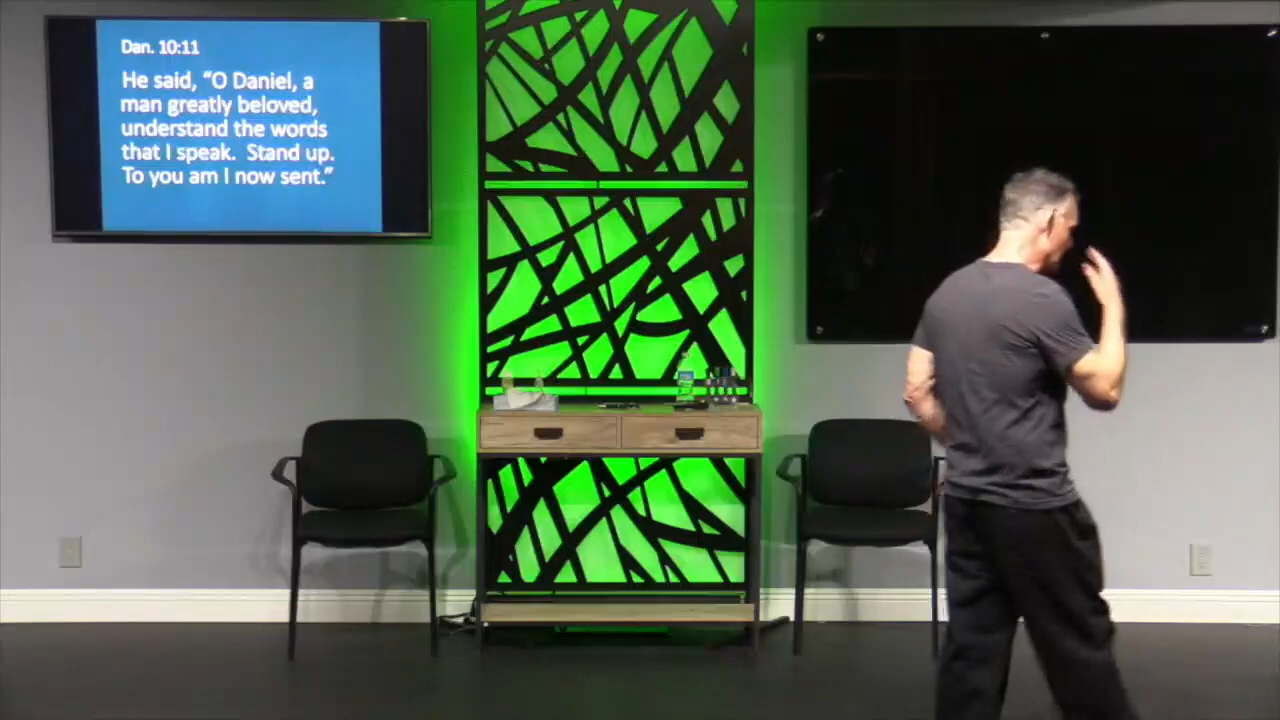 Dan. 10:11
He said, “O Daniel, a
man greatly beloved,
understand the words
that I speak.  Stand up.
To you am I now sent.”